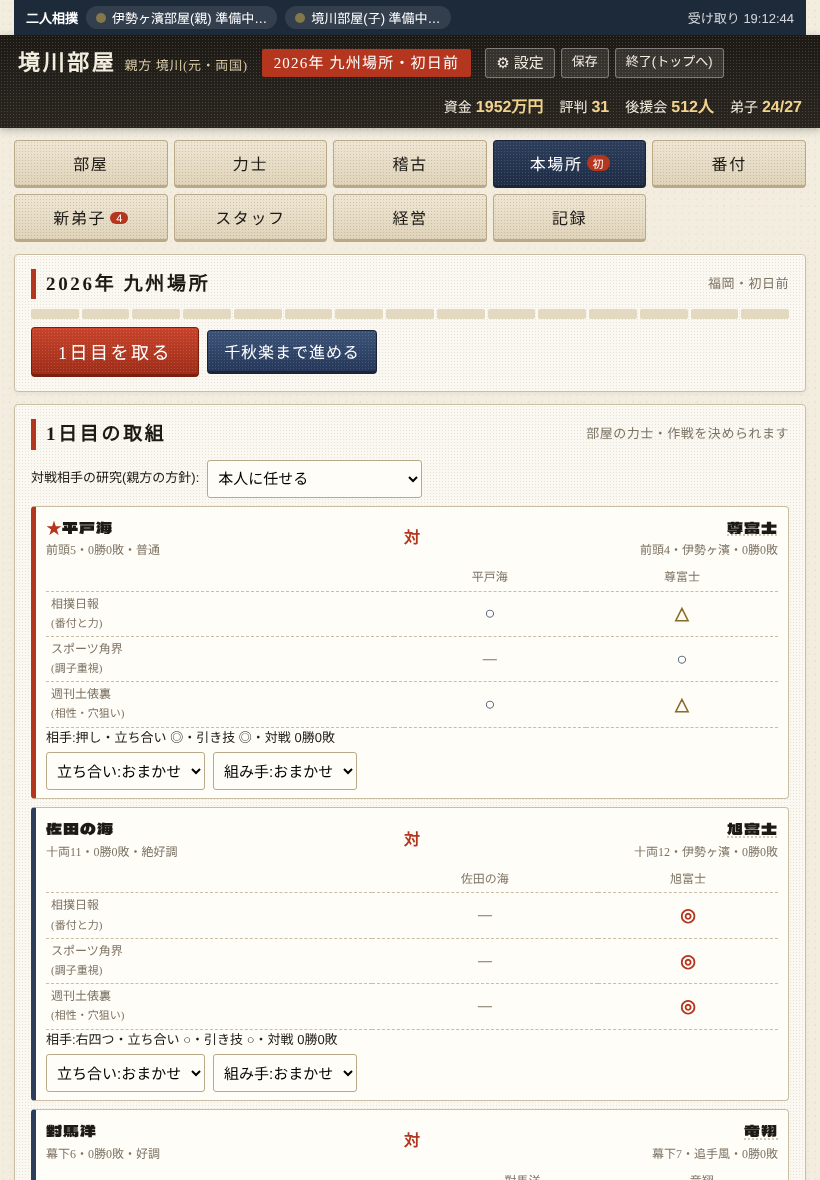 二人相撲 伊勢ヶ濱部屋(親) 準備中… 境川部屋(子) 準備中… 受け取り 19:12:44
境川部屋 親方 境川(元・両国) 2026年 九州場所・初日前 ⚙ 設定 保存 終了(トップへ)
資金 1952万円 評判 31 後援会 512人 弟子 24/27
部屋 力士 稽古 本場所 初 番付
新弟子 4 スタッフ 経営 記録
2026年 九州場所 福岡・初日前
1日目を取る 千秋楽まで進める
1日目の取組 部屋の力士・作戦を決められます
対戦相手の研究(親方の方針): 本人に任せる
★平戸海 対 尊富士
前頭5・0勝0敗・普通 前頭4・伊勢ヶ濱・0勝0敗
平戸海 尊富士
相撲日報
(番付と力) ○ △
スポーツ角界
(調子重視) — ○
週刊土俵裏
(相性・穴狙い) ○ △
相手:押し・立ち合い ◎・引き技 ◎・対戦 0勝0敗
立ち合い:おまかせ 組み手:おまかせ
佐田の海 対 旭富士
十両11・0勝0敗・絶好調 十両12・伊勢ヶ濱・0勝0敗
佐田の海 旭富士
相撲日報
(番付と力) — ◎
スポーツ角界
(調子重視) — ◎
週刊土俵裏
(相性・穴狙い) — ◎
相手:右四つ・立ち合い ○・引き技 ○・対戦 0勝0敗
立ち合い:おまかせ 組み手:おまかせ
對馬洋 対 竜翔
幕下6・0勝0敗・好調 幕下7・追手風・0勝0敗
對馬洋 竜翔